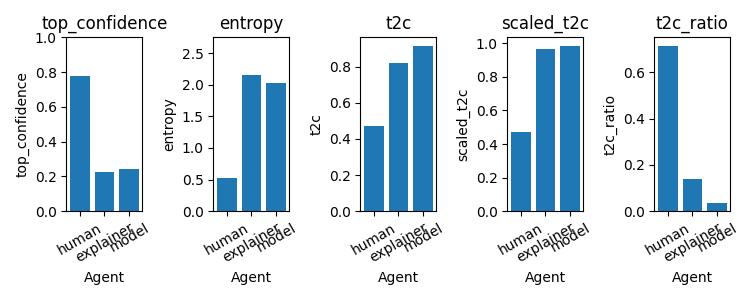 top_confidence
entropy
t2c
scaled_t2c
t2c_ratio
top_confidence
1.0
0.8
0.6
0.4
0.2
0.0
human
explainer
model
Agent
entropy
2.5
2.0
1.5
1.0
0.5
0.0
human
explainer
model
Agent
t2c
0.8
0.6
0.4
0.2
0.0
human
explainer
model
Agent
scaled_t2c
1.0
0.8
0.6
0.4
0.2
0.0
human
explainer
model
Agent
t2c_ratio
0.6
0.4
0.2
0.0
human
explainer
model
Agent